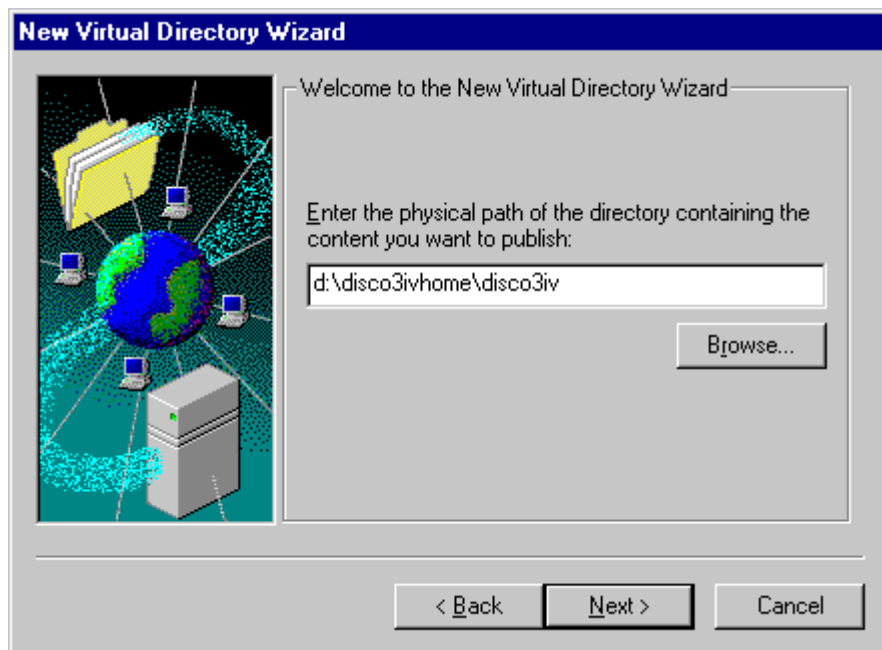 New Virtual Directory Wizard
Welcome to the New Virtual Directory Wizard
Enter the physical path of the directory containing the
content you want to publish:
d:\disco3ivhome\disco3iv
Browse...
< Back
Next >
Cancel